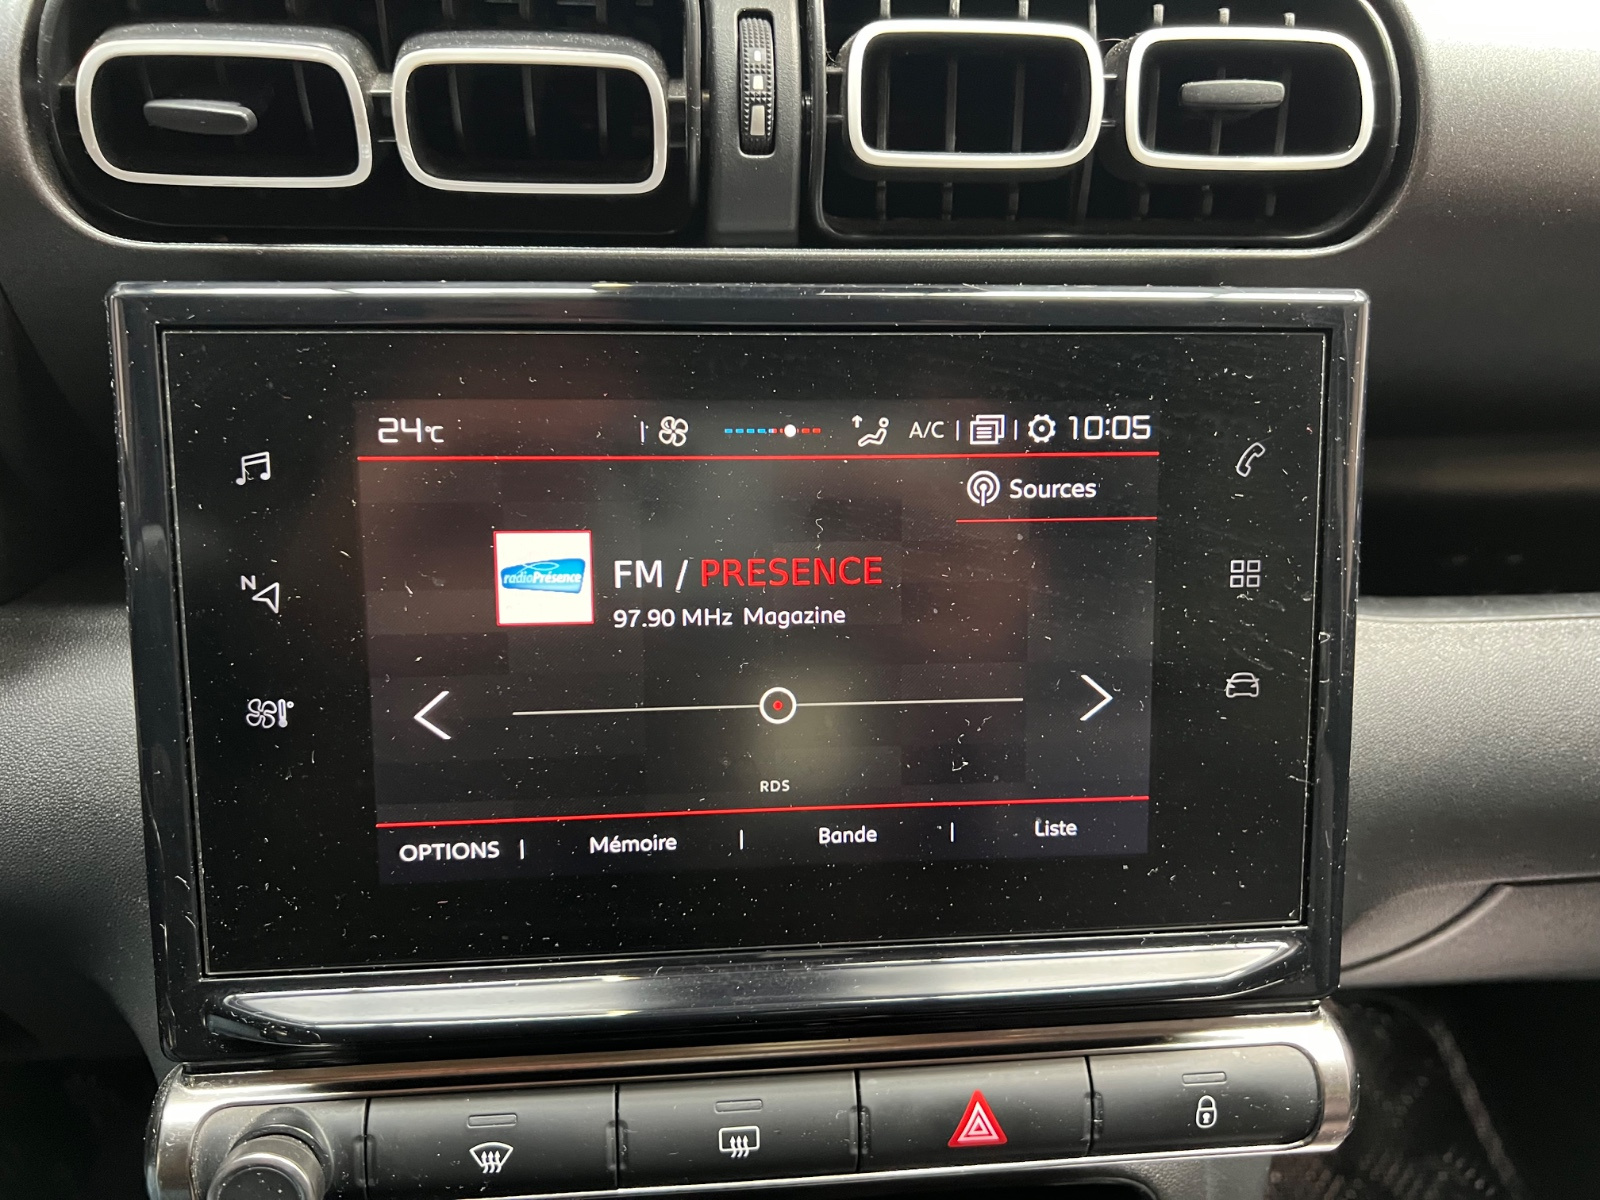 24°C A/C 10:05
Sources
radioPrésence
FM / PRESENCE
97.90 MHz Magazine
N
RDS
OPTIONS | Mémoire | Bande | Liste